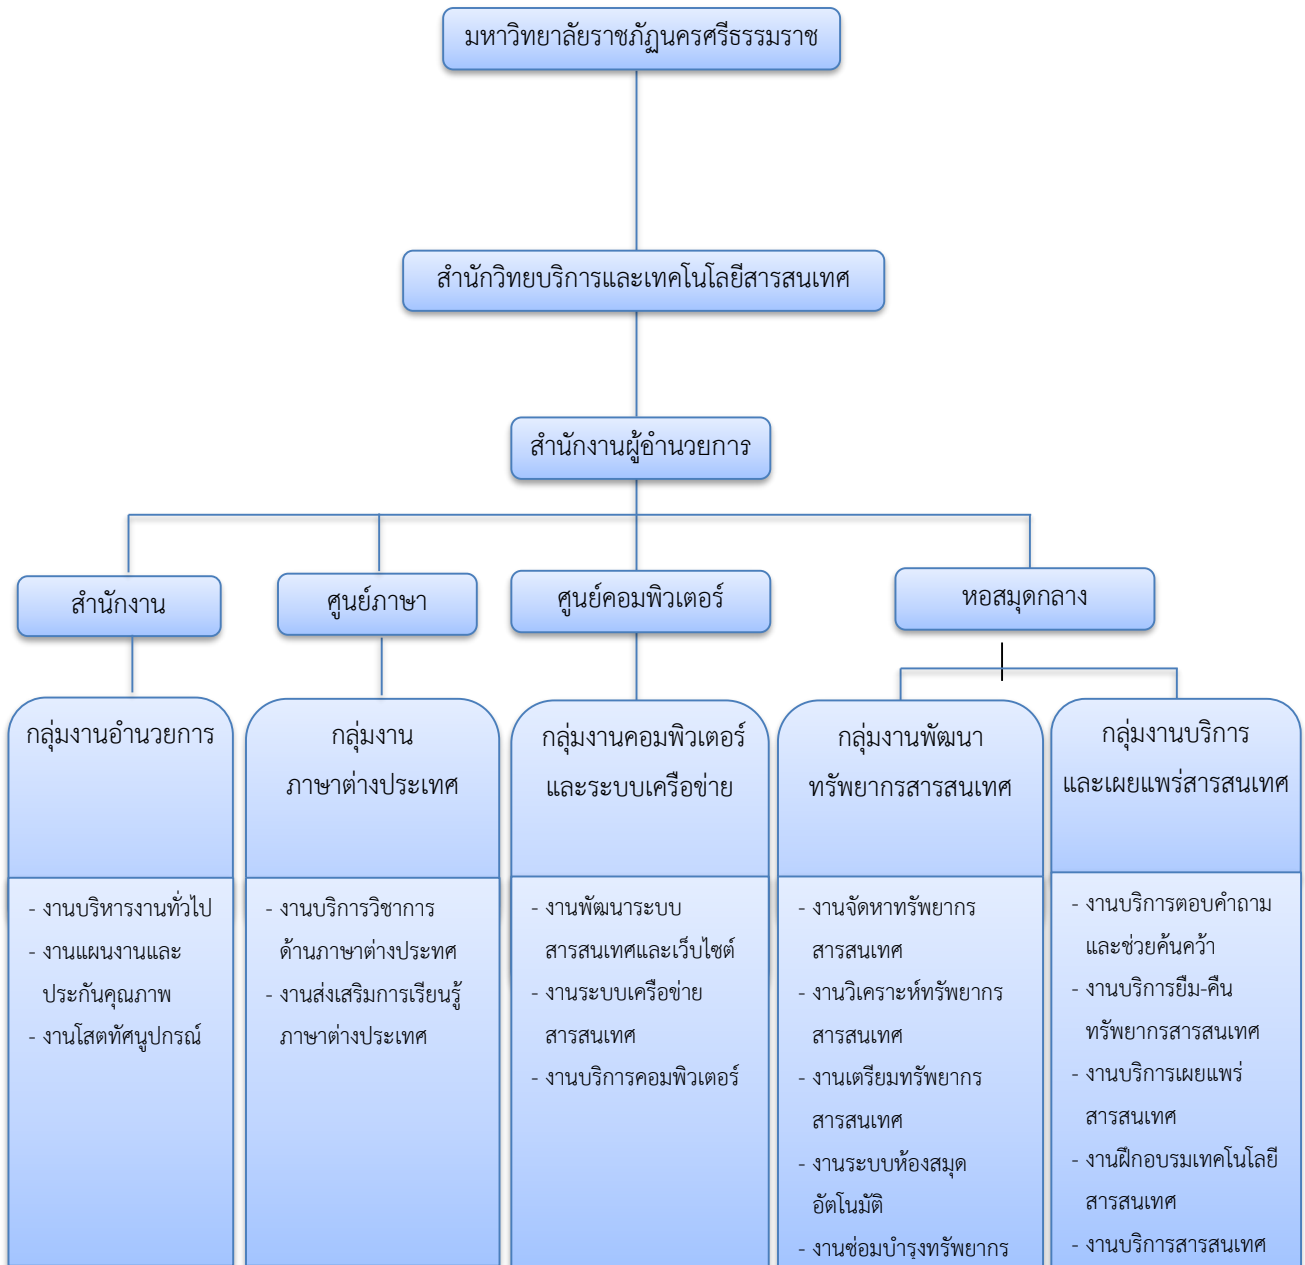 มหาวิทยาลัยราชภัฏนครศรีธรรมราช
สำนักวิทยบริการและเทคโนโลยีสารสนเทศ
สำนักงานผู้อำนวยการ
สำนักงาน
ศูนย์ภาษา
ศูนย์คอมพิวเตอร์
หอสมุดกลาง
กลุ่มงานอำนวยการ
- งานบริหารงานทั่วไป
- งานแผนงานและ
ประกันคุณภาพ
- งานโสตทัศนูปกรณ์
กลุ่มงาน
ภาษาต่างประเทศ
- งานบริการวิชาการ
ด้านภาษาต่างประทศ
- งานส่งเสริมการเรียนรู้
ภาษาต่างประเทศ
กลุ่มงานคอมพิวเตอร์
และระบบเครือข่าย
- งานพัฒนาระบบ
สารสนเทศและเว็บไซต์
- งานระบบเครือข่าย
สารสนเทศ
- งานบริการคอมพิวเตอร์
กลุ่มงานพัฒนา
ทรัพยากรสารสนเทศ
- งานจัดหาทรัพยากร
สารสนเทศ
- งานวิเคราะห์ทรัพยากร
สารสนเทศ
- งานเตรียมทรัพยากร
สารสนเทศ
- งานระบบห้องสมุด
อัตโนมัติ
- งานซ่อมบำรุงทรัพยากร
กลุ่มงานบริการ
และเผยแพร่สารสนเทศ
- งานบริการตอบคำถาม
และช่วยค้นคว้า
- งานบริการยืม-คืน
ทรัพยากรสารสนเทศ
- งานบริการเผยแพร่
สารสนเทศ
- งานฝึกอบรมเทคโนโลยี
สารสนเทศ
- งานบริการสารสนเทศ